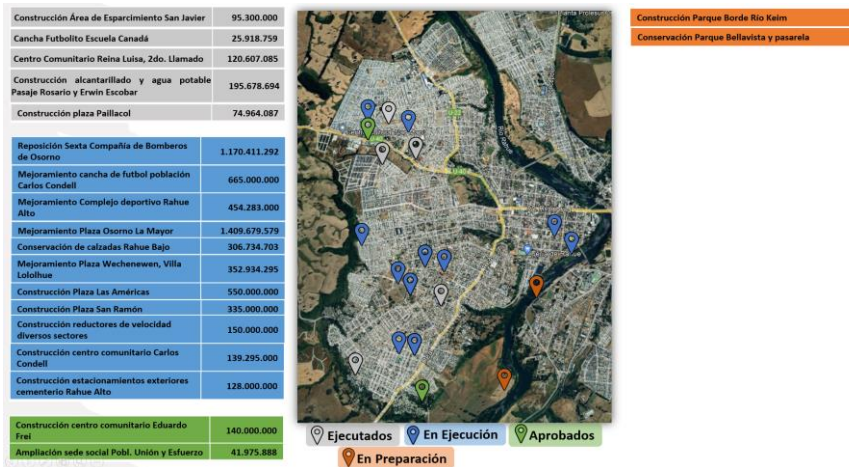 Construcción Área de Esparcimiento San Javier 95.300.000
Cancha Futbolito Escuela Canadá 25.918.759
Centro Comunitario Reina Luisa, 2do. Llamado 120.607.085
Construcción alcantarillado y agua potable
Pasaje Rosario y Erwin Escobar 195.678.694
Construcción plaza Paillacol 74.964.087
Reposición Sexta Compañía de Bomberos
de Osorno 1.170.411.292
Mejoramiento cancha de futbol población
Carlos Condell 665.000.000
Mejoramiento Complejo deportivo Rahue
Alto 454.283.000
Mejoramiento Plaza Osorno La Mayor 1.409.679.579
Conservación de calzadas Rahue Bajo 306.734.703
Mejoramiento Plaza Wechenewen, Villa
Lololhue 352.934.295
Construcción Plaza Las Américas 550.000.000
Construcción Plaza San Ramón 335.000.000
Construcción reductores de velocidad
diversos sectores 150.000.000
Construcción centro comunitario Carlos
Condell 139.295.000
Construcción estacionamientos exteriores
cementerio Rahue Alto 128.000.000
Construcción centro comunitario Eduardo
Frei 140.000.000
Ampliación sede social Pobl. Unión y Esfuerzo 41.975.888
U-22
Río Rahue
U-40
Ejecutados
En Ejecución
Aprobados
En Preparación
Construcción Parque Borde Río Keim
Conservación Parque Bellavista y pasarela